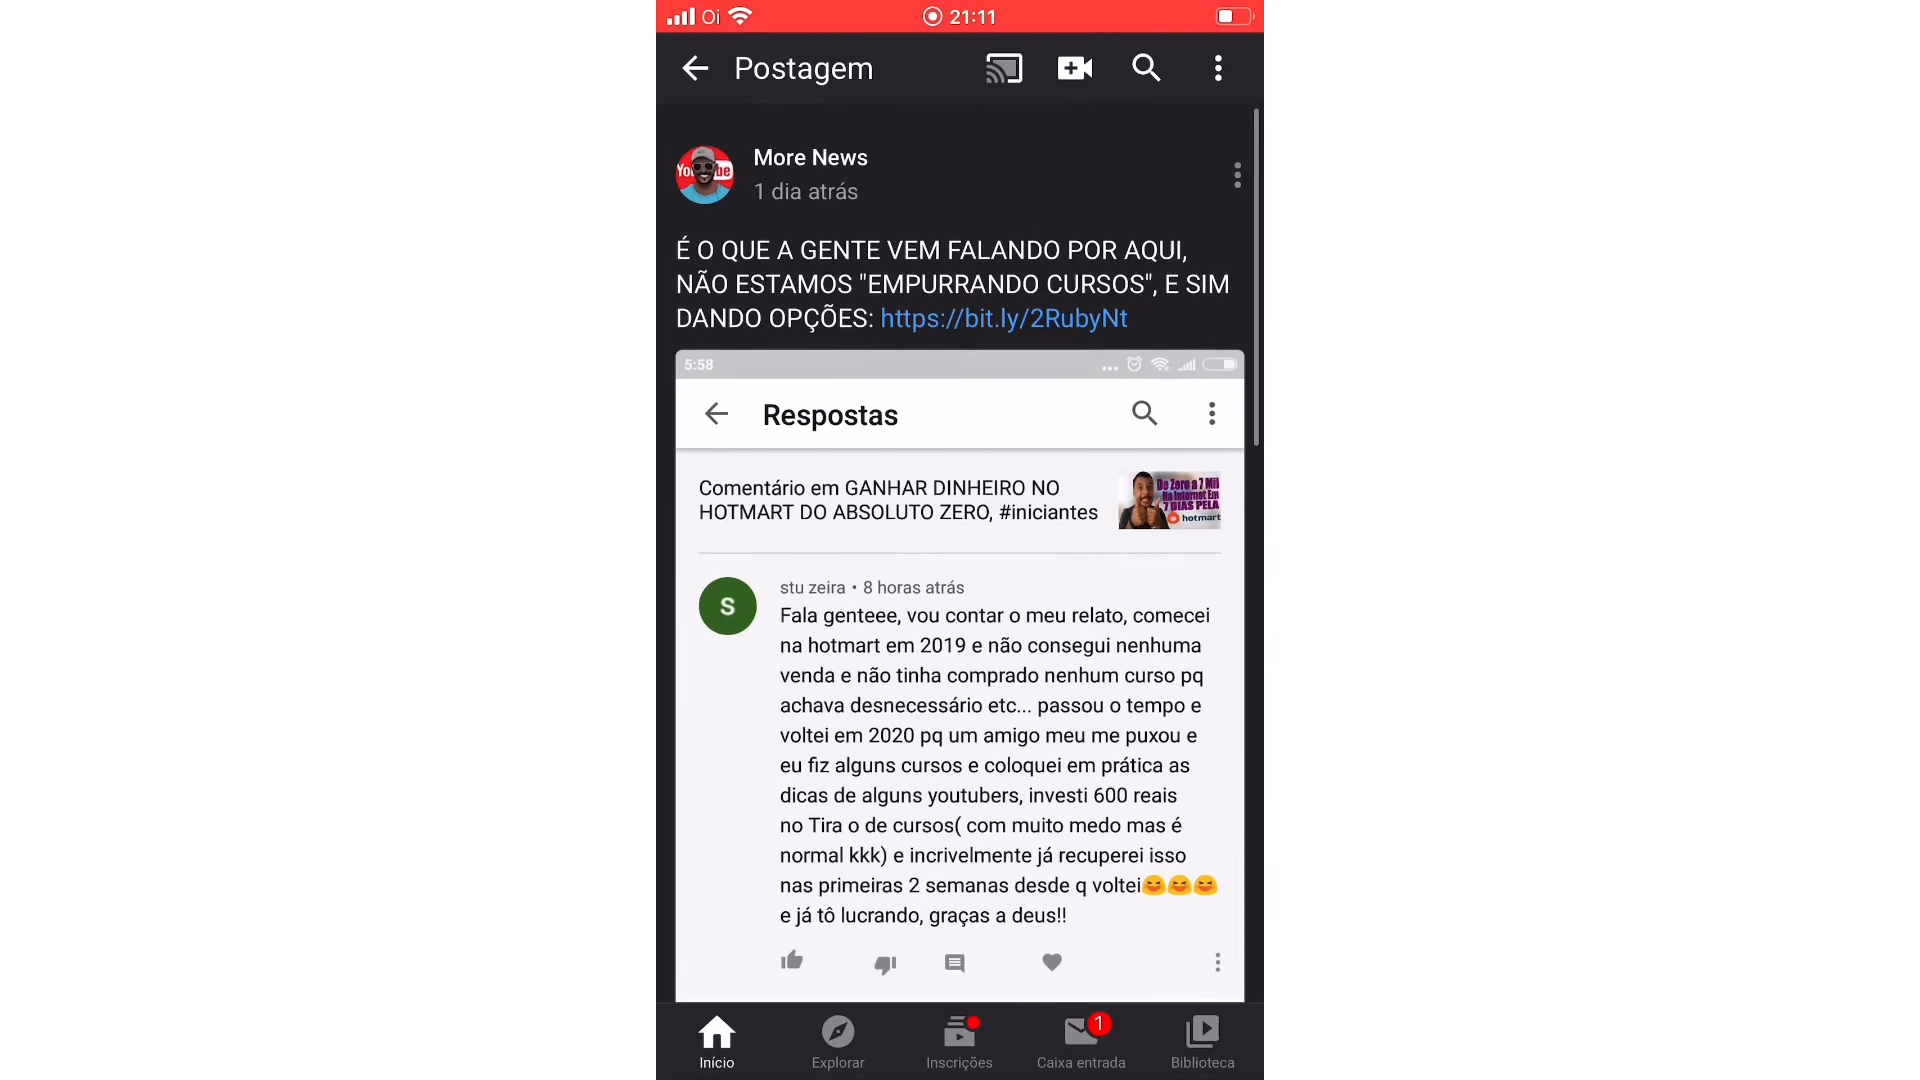 Oi 21:11
Postagem
More News
1 dia atrás
É O QUE A GENTE VEM FALANDO POR AQUI,
NÃO ESTAMOS "EMPURRANDO CURSOS", E SIM
DANDO OPÇÕES: https://bit.ly/2RubyNt
5:58
Respostas
Comentário em GANHAR DINHEIRO NO
HOTMART DO ABSOLUTO ZERO, #iniciantes
De Zero a 7 Mil
Na Internet Em
7 DIAS PELA
hotmart
S
stu zeira • 8 horas atrás
Fala genteee, vou contar o meu relato, comecei
na hotmart em 2019 e não consegui nenhuma
venda e não tinha comprado nenhum curso pq
achava desnecessário etc... passou o tempo e
voltei em 2020 pq um amigo meu me puxou e
eu fiz alguns cursos e coloquei em prática as
dicas de alguns youtubers, investi 600 reais
no Tira o de cursos( com muito medo mas é
normal kkk) e incrivelmente já recuperei isso
nas primeiras 2 semanas desde q voltei😆😆😆
e já tô lucrando, graças a deus!!
1
Início Explorar Inscrições Caixa entrada Biblioteca